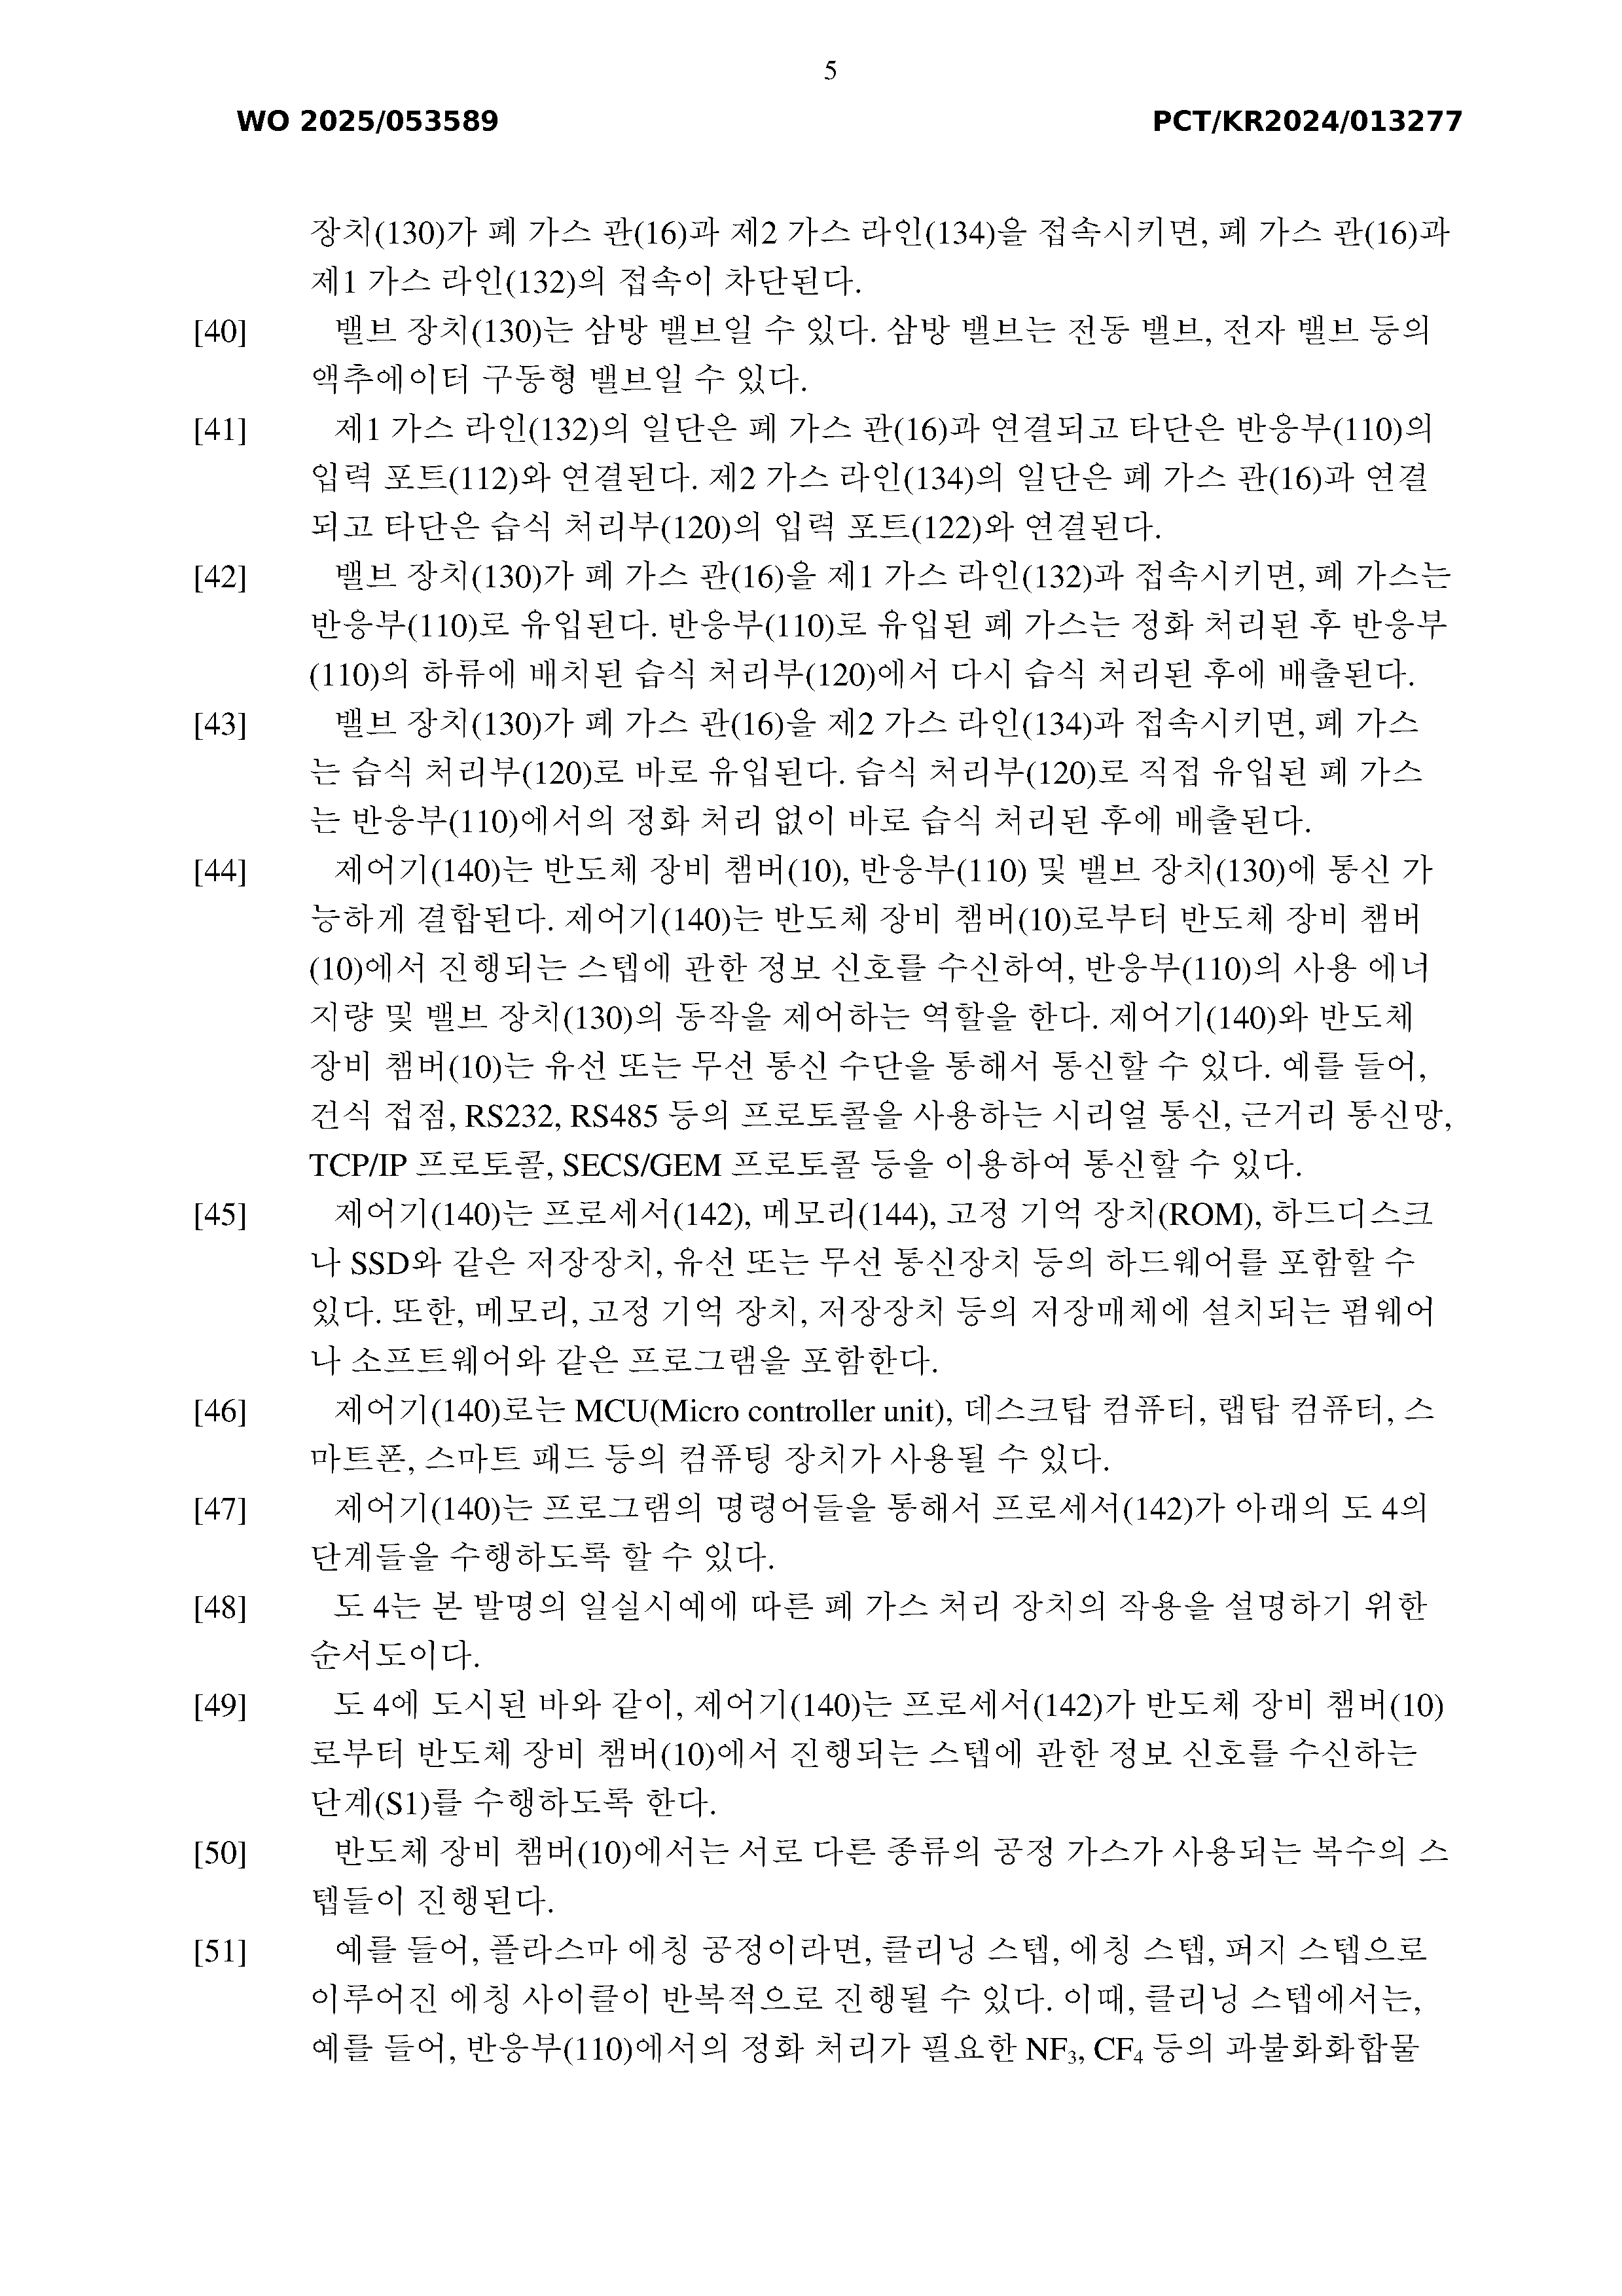 5
WO 2025/053589 PCT/KR2024/013277
장치(130)가 폐 가스 관(16)과 제2 가스 라인(134)을 접속시키면, 폐 가스 관(16)과
제1 가스 라인(132)의 접속이 차단된다.
[40] 밸브 장치(130)는 삼방 밸브일 수 있다. 삼방 밸브는 전동 밸브, 전자 밸브 등의
액추에이터 구동형 밸브일 수 있다.
[41] 제1 가스 라인(132)의 일단은 폐 가스 관(16)과 연결되고 타단은 반응부(110)의
입력 포트(112)와 연결된다. 제2 가스 라인(134)의 일단은 폐 가스 관(16)과 연결
되고 타단은 습식 처리부(120)의 입력 포트(122)와 연결된다.
[42] 밸브 장치(130)가 폐 가스 관(16)을 제1 가스 라인(132)과 접속시키면, 폐 가스는
반응부(110)로 유입된다. 반응부(110)로 유입된 폐 가스는 정화 처리된 후 반응부
(110)의 하류에 배치된 습식 처리부(120)에서 다시 습식 처리된 후에 배출된다.
[43] 밸브 장치(130)가 폐 가스 관(16)을 제2 가스 라인(134)과 접속시키면, 폐 가스
는 습식 처리부(120)로 바로 유입된다. 습식 처리부(120)로 직접 유입된 폐 가스
는 반응부(110)에서의 정화 처리 없이 바로 습식 처리된 후에 배출된다.
[44] 제어기(140)는 반도체 장비 챔버(10), 반응부(110) 및 밸브 장치(130)에 통신 가
능하게 결합된다. 제어기(140)는 반도체 장비 챔버(10)로부터 반도체 장비 챔버
(10)에서 진행되는 스텝에 관한 정보 신호를 수신하여, 반응부(110)의 사용 에너
지량 및 밸브 장치(130)의 동작을 제어하는 역할을 한다. 제어기(140)와 반도체
장비 챔버(10)는 유선 또는 무선 통신 수단을 통해서 통신할 수 있다. 예를 들어,
건식 접점, RS232, RS485 등의 프로토콜을 사용하는 시리얼 통신, 근거리 통신망,
TCP/IP 프로토콜, SECS/GEM 프로토콜 등을 이용하여 통신할 수 있다.
[45] 제어기(140)는 프로세서(142), 메모리(144), 고정 기억 장치(ROM), 하드디스크
나 SSD와 같은 저장장치, 유선 또는 무선 통신장치 등의 하드웨어를 포함할 수
있다. 또한, 메모리, 고정 기억 장치, 저장장치 등의 저장매체에 설치되는 펌웨어
나 소프트웨어와 같은 프로그램을 포함한다.
[46] 제어기(140)로는 MCU(Micro controller unit), 데스크탑 컴퓨터, 랩탑 컴퓨터, 스
마트폰, 스마트 패드 등의 컴퓨팅 장치가 사용될 수 있다.
[47] 제어기(140)는 프로그램의 명령어들을 통해서 프로세서(142)가 아래의 도 4의
단계들을 수행하도록 할 수 있다.
[48] 도 4는 본 발명의 일실시예에 따른 폐 가스 처리 장치의 작용을 설명하기 위한
순서도이다.
[49] 도 4에 도시된 바와 같이, 제어기(140)는 프로세서(142)가 반도체 장비 챔버(10)
로부터 반도체 장비 챔버(10)에서 진행되는 스텝에 관한 정보 신호를 수신하는
단계(S1)를 수행하도록 한다.
[50] 반도체 장비 챔버(10)에서는 서로 다른 종류의 공정 가스가 사용되는 복수의 스
텝들이 진행된다.
[51] 예를 들어, 플라스마 에칭 공정이라면, 클리닝 스텝, 에칭 스텝, 퍼지 스텝으로
이루어진 에칭 사이클이 반복적으로 진행될 수 있다. 이때, 클리닝 스텝에서는,
예를 들어, 반응부(110)에서의 정화 처리가 필요한 NF₃, CF₄ 등의 과불화화합물